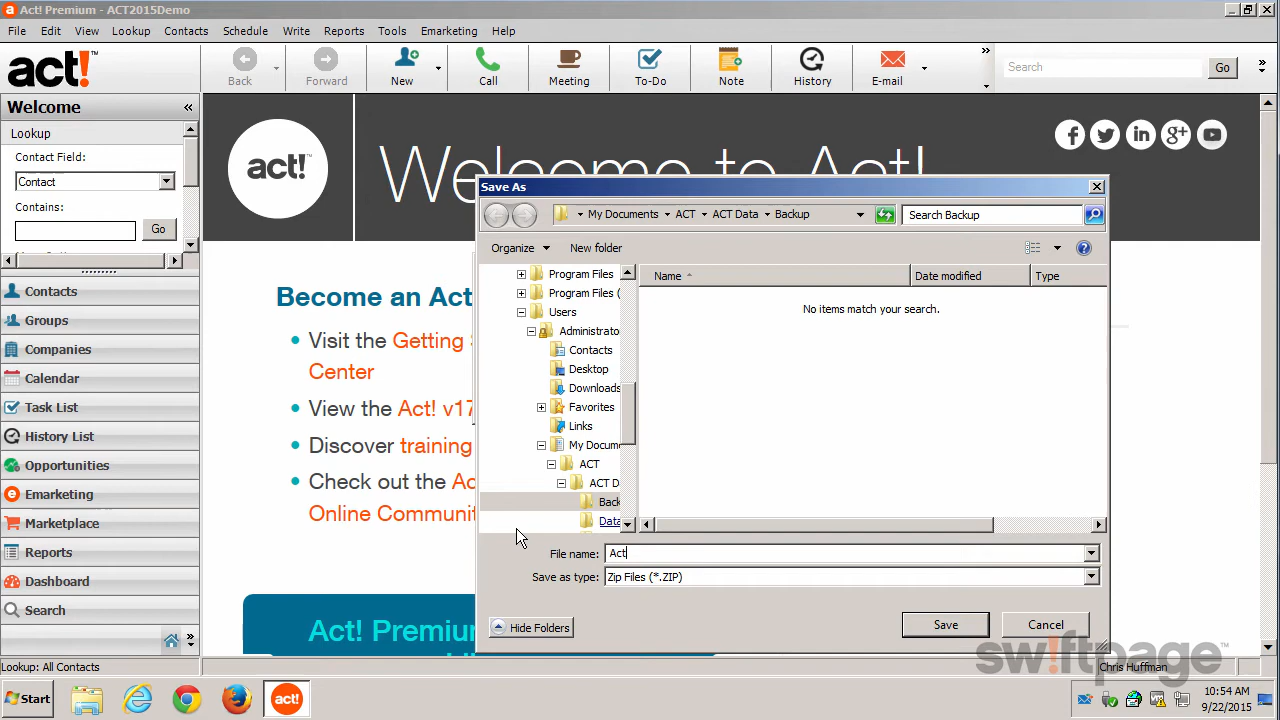 Act! Premium - ACT2015Demo
File Edit View Lookup Contacts Schedule Write Reports Tools Emarketing Help
act!™
Back Forward New Call Meeting To-Do Note History E-mail Search Go
Welcome
Lookup
Contact Field:
Contact
Contains:
Go
Contacts
Groups
Companies
Calendar
Task List
History List
Opportunities
Emarketing
Marketplace
Reports
Dashboard
Search
Lookup: All Contacts
act!™
Welcome to Act!
Become an Act
Visit the Getting S
Center
View the Act! v17
Discover training
Check out the Ac
Online Communit
Act! Premium
Save As
My Documents ACT ACT Data Backup
Search Backup
Organize New folder
Program Files
Program Files (
Users
Administrato
Contacts
Desktop
Downloads
Favorites
Links
My Docume
ACT
ACT D
Back
Data
Name Date modified Type
No items match your search.
File name: Act
Save as type: Zip Files (*.ZIP)
Hide Folders Save Cancel
sw!ftpage™
Chris Huffman
Start
act!
10:54 AM
9/22/2015